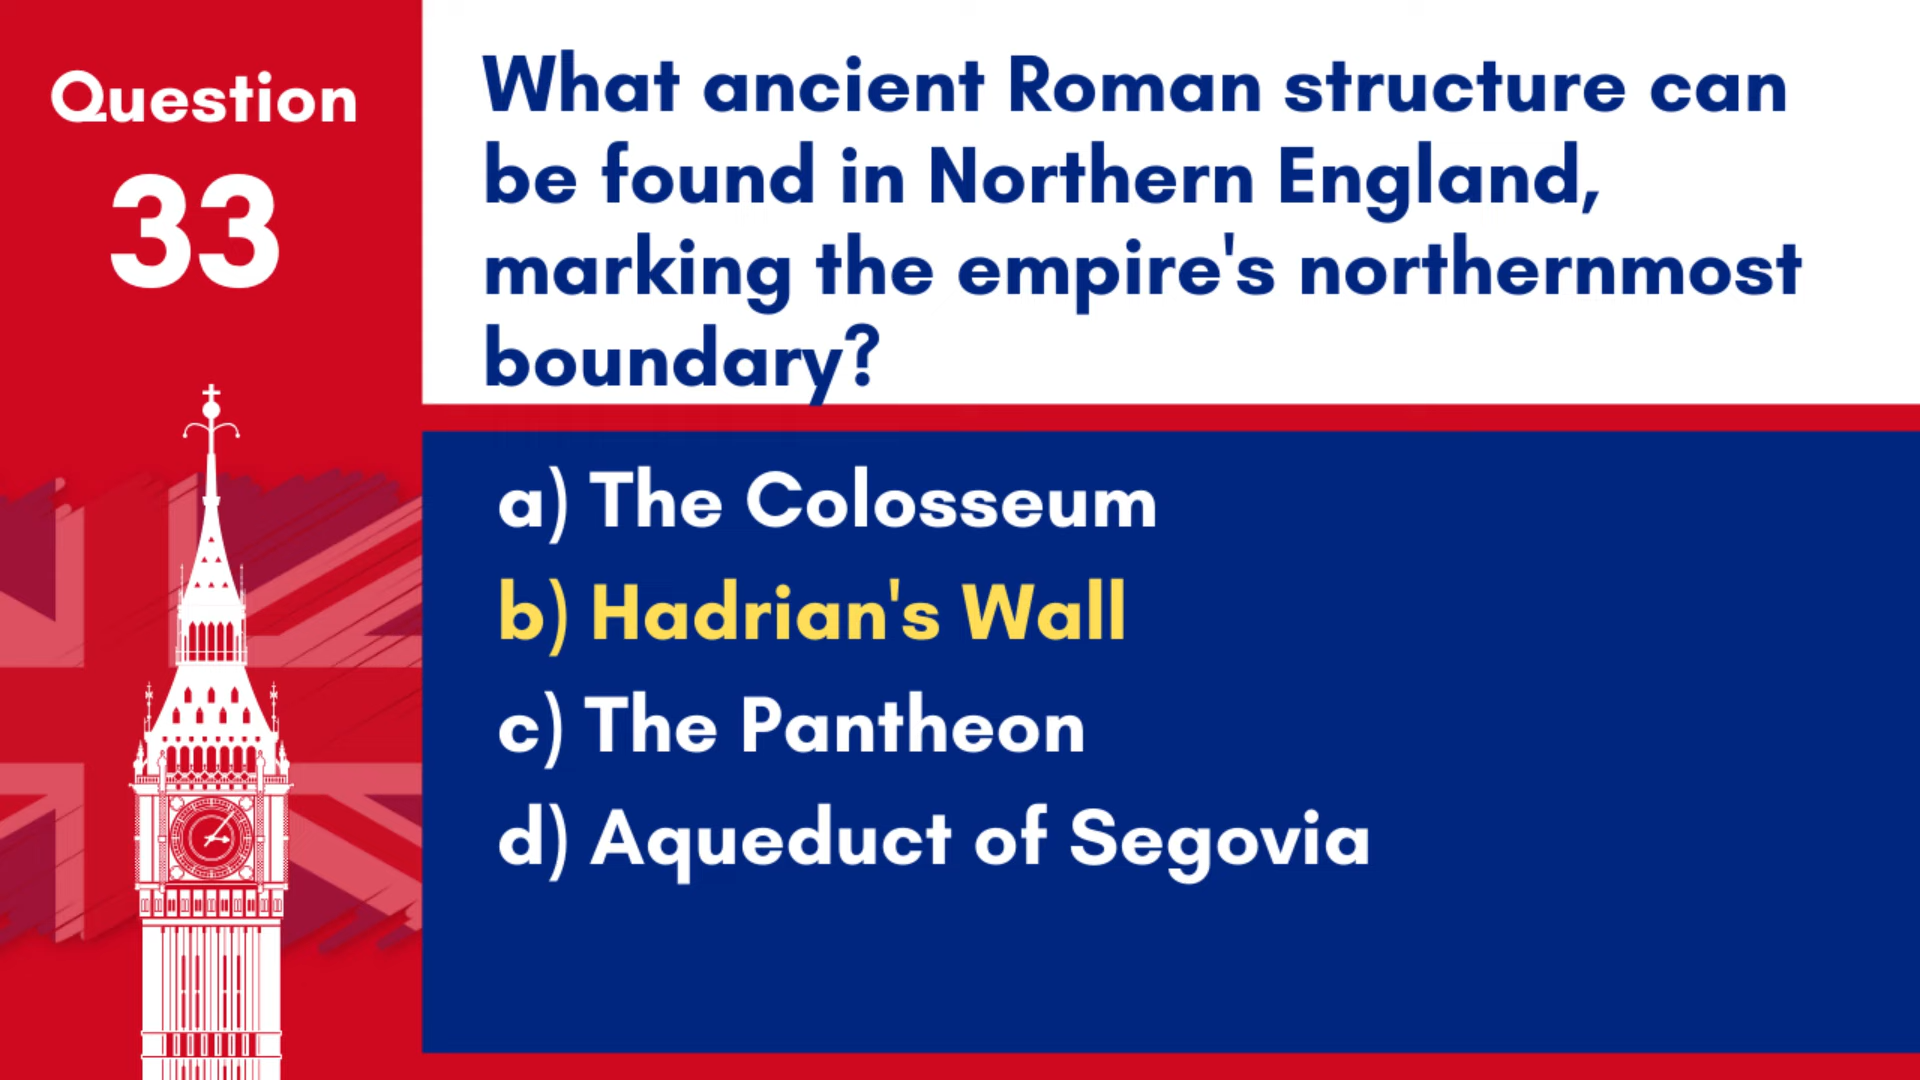 Question
33
What ancient Roman structure can
be found in Northern England,
marking the empire's northernmost
boundary?
a) The Colosseum
b) Hadrian's Wall
c) The Pantheon
d) Aqueduct of Segovia